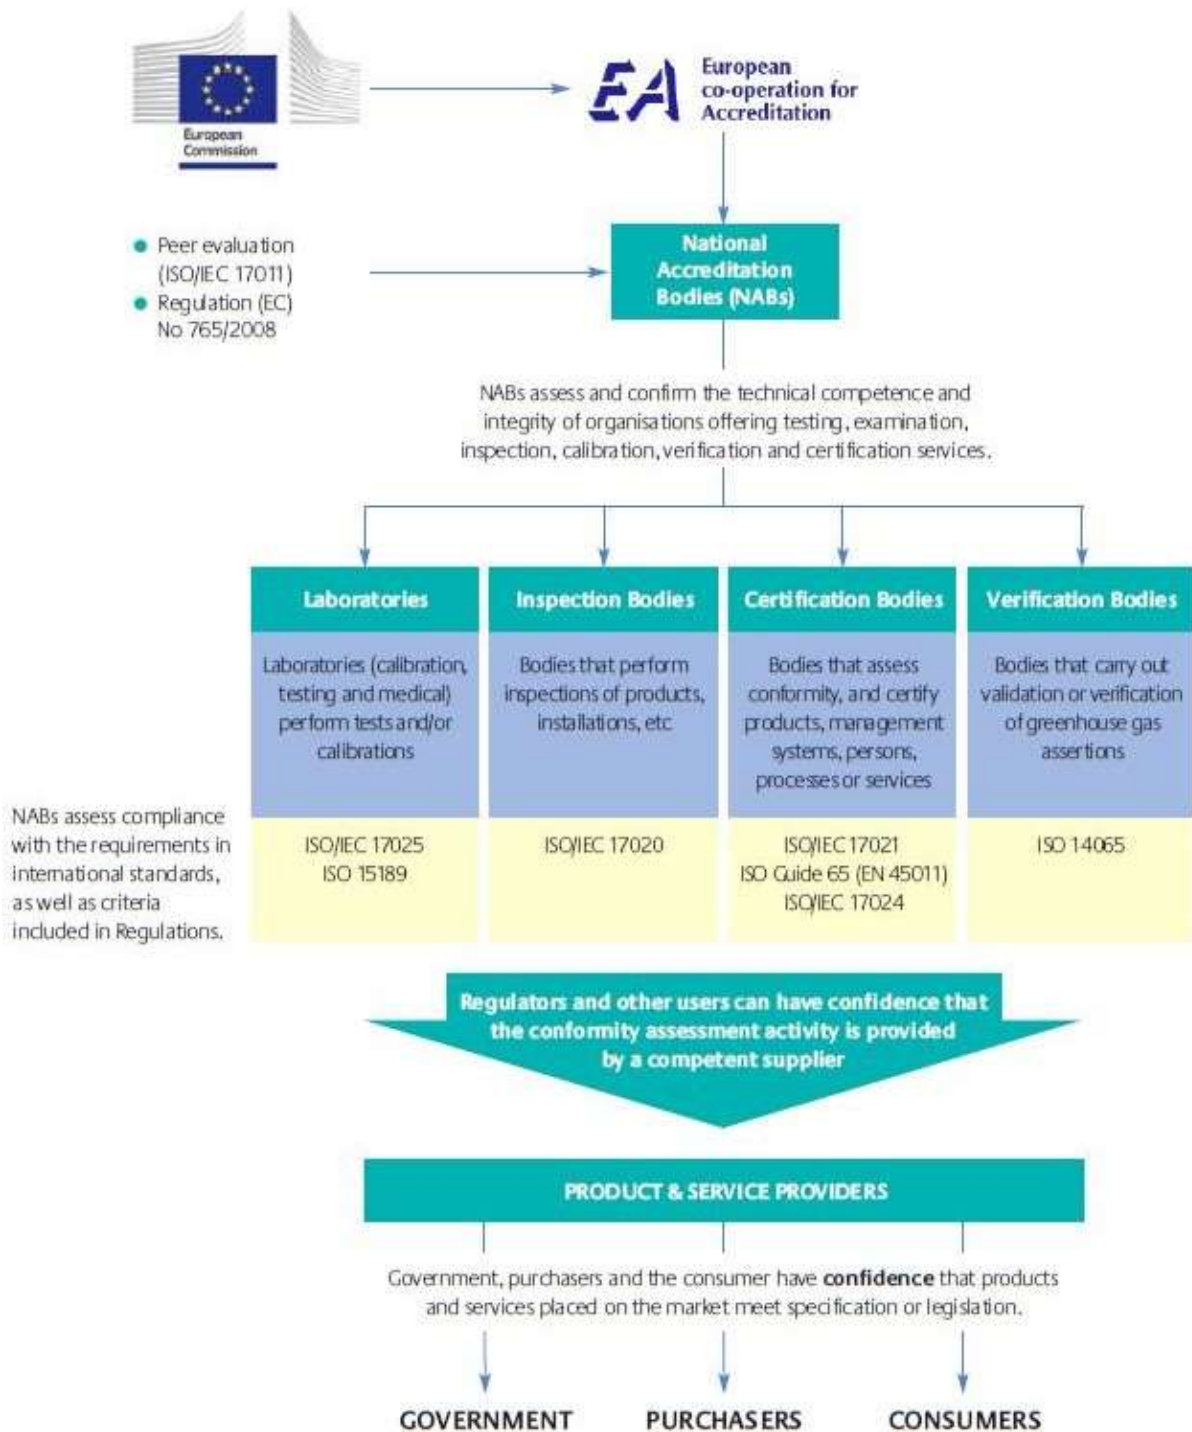 European
Commission
EA
European
co-operation for
Accreditation
Peer evaluation
(ISO/IEC 17011)
Regulation (EC)
No 765/2008
National
Accreditation
Bodies (NABs)
NABs assess and confirm the technical competence and
integrity of organisations offering testing, examination,
inspection, calibration, verification and certification services.
Laboratories
Laboratories (calibration,
testing and medical)
perform tests and/or
calibrations
Inspection Bodies
Bodies that perform
inspections of products,
installations, etc
Certification Bodies
Bodies that assess
conformity, and certify
products, management
systems, persons,
processes or services
Verification Bodies
Bodies that carry out
validation or verification
of greenhouse gas
assertions
NABs assess compliance
with the requirements in
international standards,
as well as criteria
included in Regulations.
ISO/IEC 17025
ISO 15189
ISO/IEC 17020
ISO/IEC 17021
ISO Guide 65 (EN 45011)
ISO/IEC 17024
ISO 14065
Regulators and other users can have confidence that
the conformity assessment activity is provided
by a competent supplier
PRODUCT & SERVICE PROVIDERS
Government, purchasers and the consumer have confidence that products
and services placed on the market meet specification or legislation.
GOVERNMENT
PURCHASERS
CONSUMERS